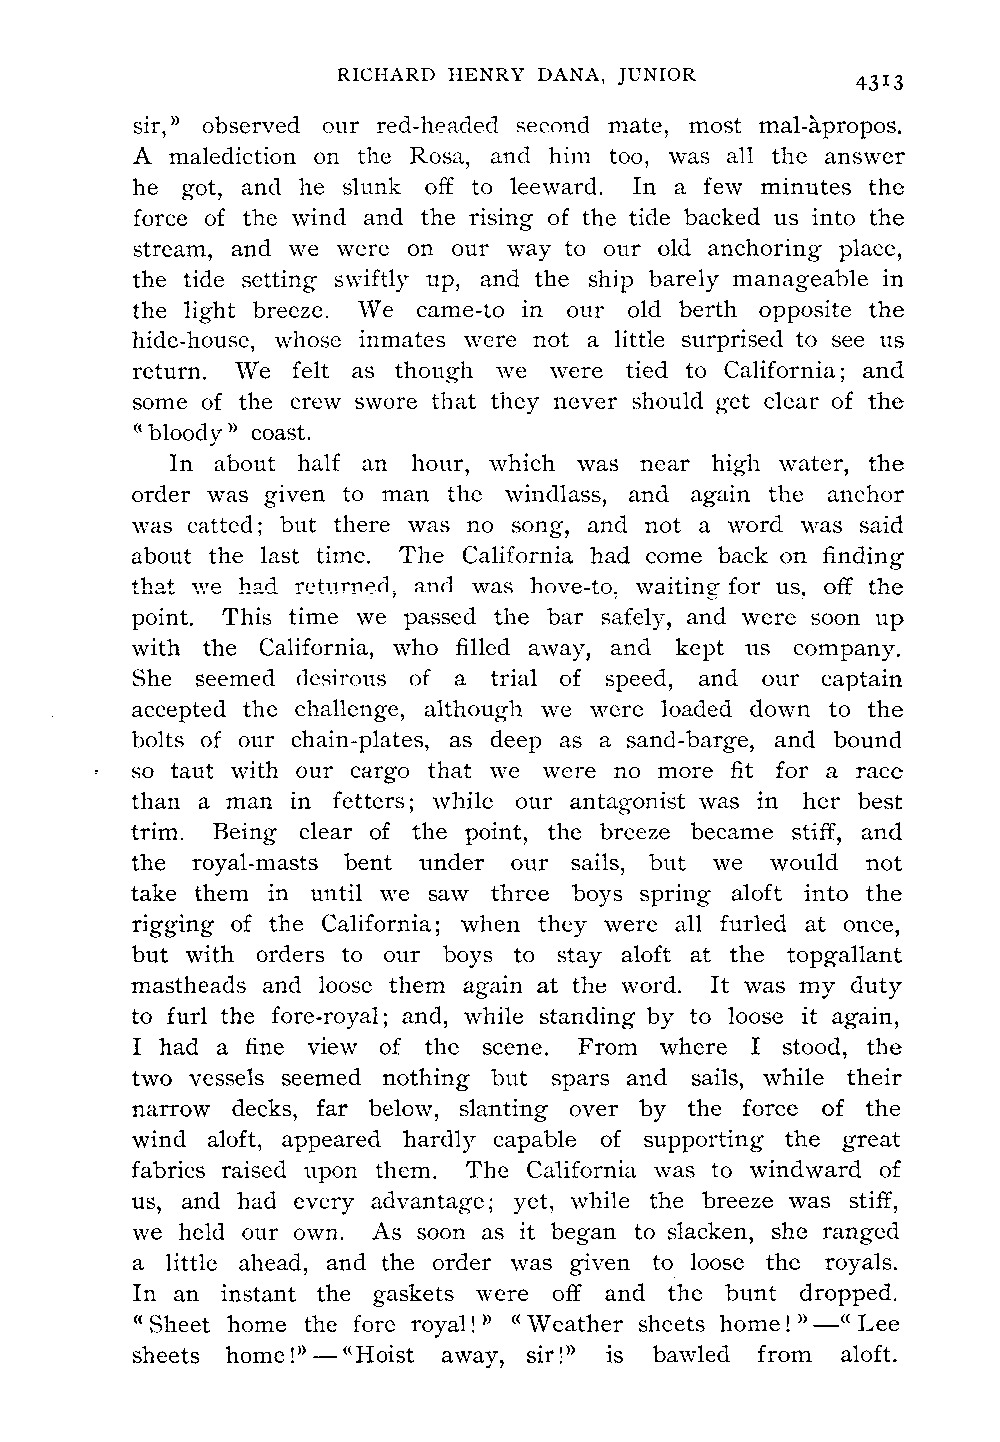 RICHARD HENRY DANA, JUNIOR
4313
sir,” observed our red-headed second mate, most mal-àpropos.
A malediction on the Rosa, and him too, was all the answer
he got, and he slunk off to leeward. In a few minutes the
force of the wind and the rising of the tide backed us into the
stream, and we were on our way to our old anchoring place,
the tide setting swiftly up, and the ship barely manageable in
the light breeze. We came-to in our old berth opposite the
hide-house, whose inmates were not a little surprised to see us
return. We felt as though we were tied to California; and
some of the crew swore that they never should get clear of the
“bloody” coast.
In about half an hour, which was near high water, the
order was given to man the windlass, and again the anchor
was catted; but there was no song, and not a word was said
about the last time. The California had come back on finding
that we had returned, and was hove-to, waiting for us, off the
point. This time we passed the bar safely, and were soon up
with the California, who filled away, and kept us company.
She seemed desirous of a trial of speed, and our captain
accepted the challenge, although we were loaded down to the
bolts of our chain-plates, as deep as a sand-barge, and bound
so taut with our cargo that we were no more fit for a race
than a man in fetters; while our antagonist was in her best
trim. Being clear of the point, the breeze became stiff, and
the royal-masts bent under our sails, but we would not
take them in until we saw three boys spring aloft into the
rigging of the California; when they were all furled at once,
but with orders to our boys to stay aloft at the topgallant
mastheads and loose them again at the word. It was my duty
to furl the fore-royal; and, while standing by to loose it again,
I had a fine view of the scene. From where I stood, the
two vessels seemed nothing but spars and sails, while their
narrow decks, far below, slanting over by the force of the
wind aloft, appeared hardly capable of supporting the great
fabrics raised upon them. The California was to windward of
us, and had every advantage; yet, while the breeze was stiff,
we held our own. As soon as it began to slacken, she ranged
a little ahead, and the order was given to loose the royals.
In an instant the gaskets were off and the bunt dropped.
“Sheet home the fore royal!” “Weather sheets home!”—“Lee
sheets home!”—“Hoist away, sir!” is bawled from aloft.